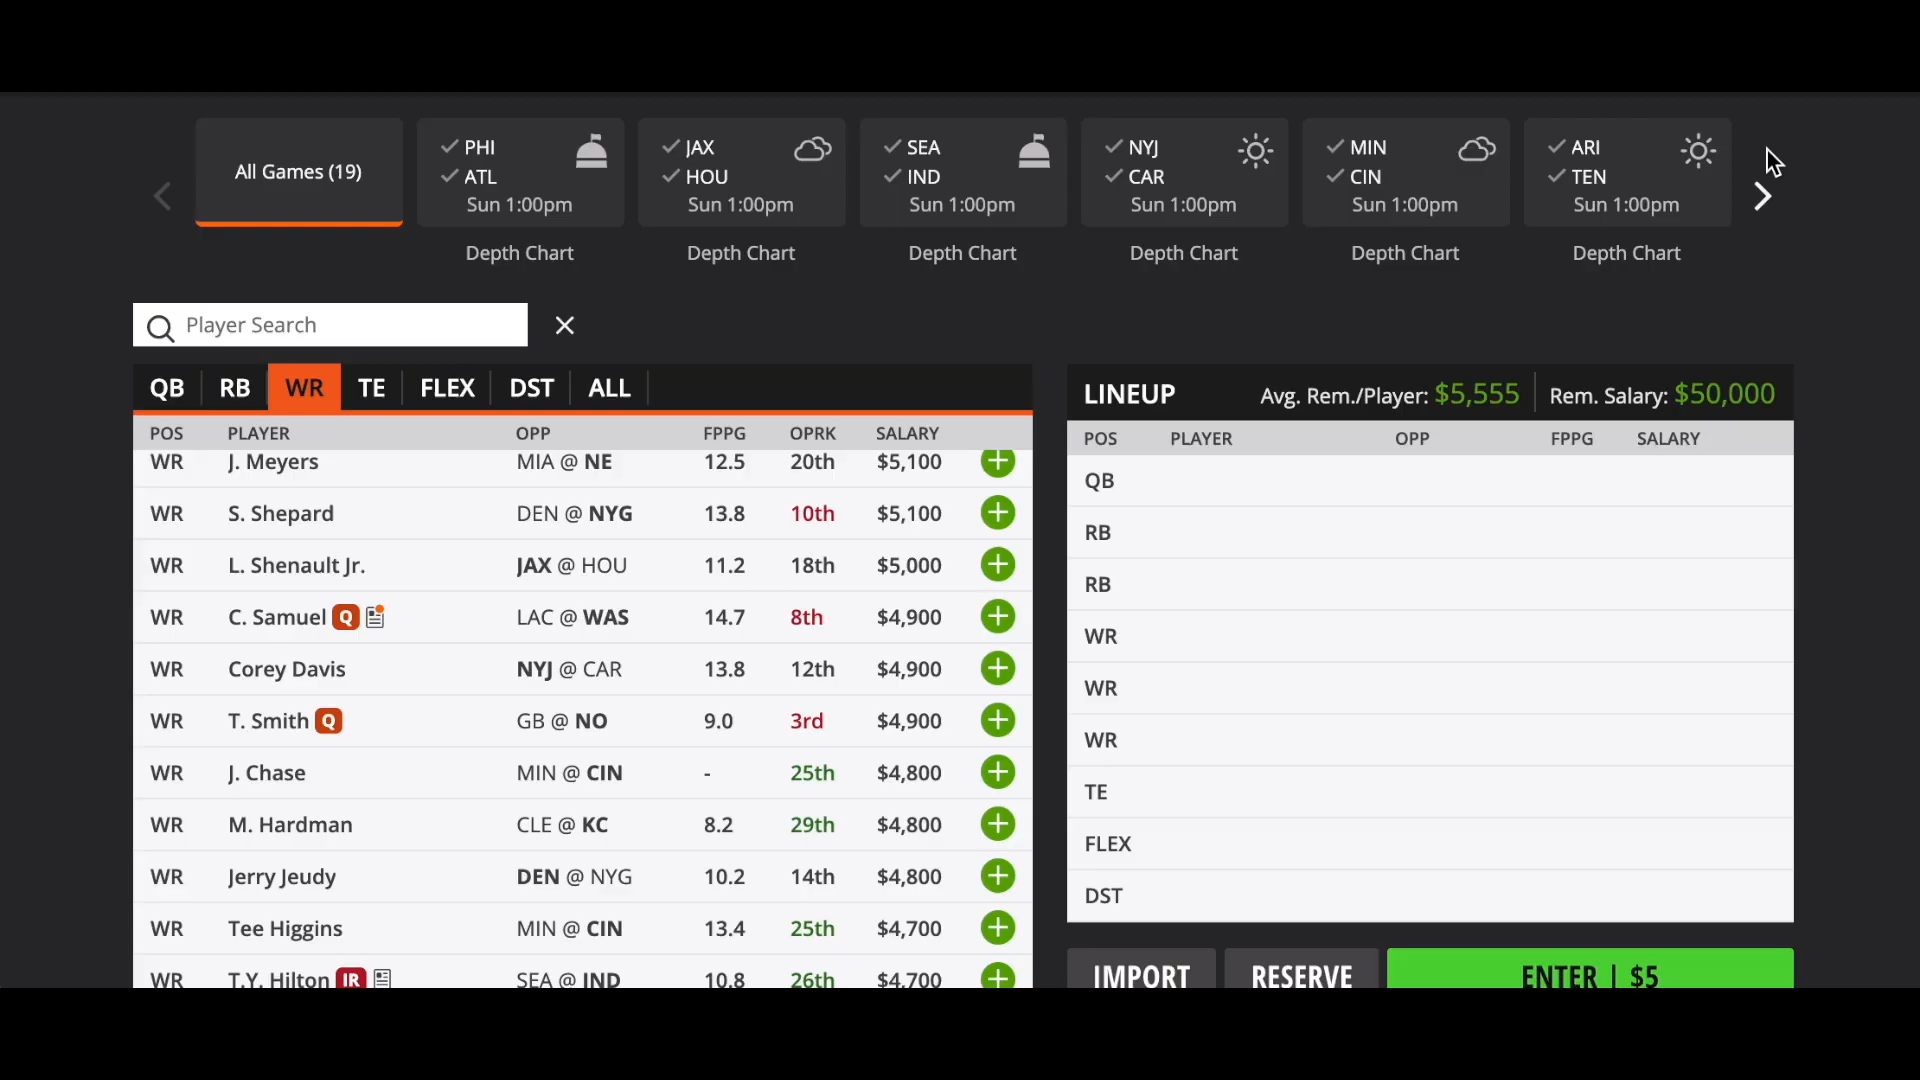 All Games (19)
PHI
ATL
Sun 1:00pm
Depth Chart
JAX
HOU
Sun 1:00pm
Depth Chart
SEA
IND
Sun 1:00pm
Depth Chart
NYJ
CAR
Sun 1:00pm
Depth Chart
MIN
CIN
Sun 1:00pm
Depth Chart
ARI
TEN
Sun 1:00pm
Depth Chart
Player Search
QB RB WR TE FLEX DST ALL
POS PLAYER OPP FPPG OPRK SALARY
WR J. Meyers MIA @ NE 12.5 20th $5,100
WR S. Shepard DEN @ NYG 13.8 10th $5,100
WR L. Shenault Jr. JAX @ HOU 11.2 18th $5,000
WR C. Samuel Q LAC @ WAS 14.7 8th $4,900
WR Corey Davis NYJ @ CAR 13.8 12th $4,900
WR T. Smith Q GB @ NO 9.0 3rd $4,900
WR J. Chase MIN @ CIN - 25th $4,800
WR M. Hardman CLE @ KC 8.2 29th $4,800
WR Jerry Jeudy DEN @ NYG 10.2 14th $4,800
WR Tee Higgins MIN @ CIN 13.4 25th $4,700
WR T.Y. Hilton IR SEA @ IND 10.8 26th $4,700
LINEUP Avg. Rem./Player: $5,555 Rem. Salary: $50,000
POS PLAYER OPP FPPG SALARY
QB
RB
RB
WR
WR
WR
TE
FLEX
DST
IMPORT RESERVE ENTER | $5